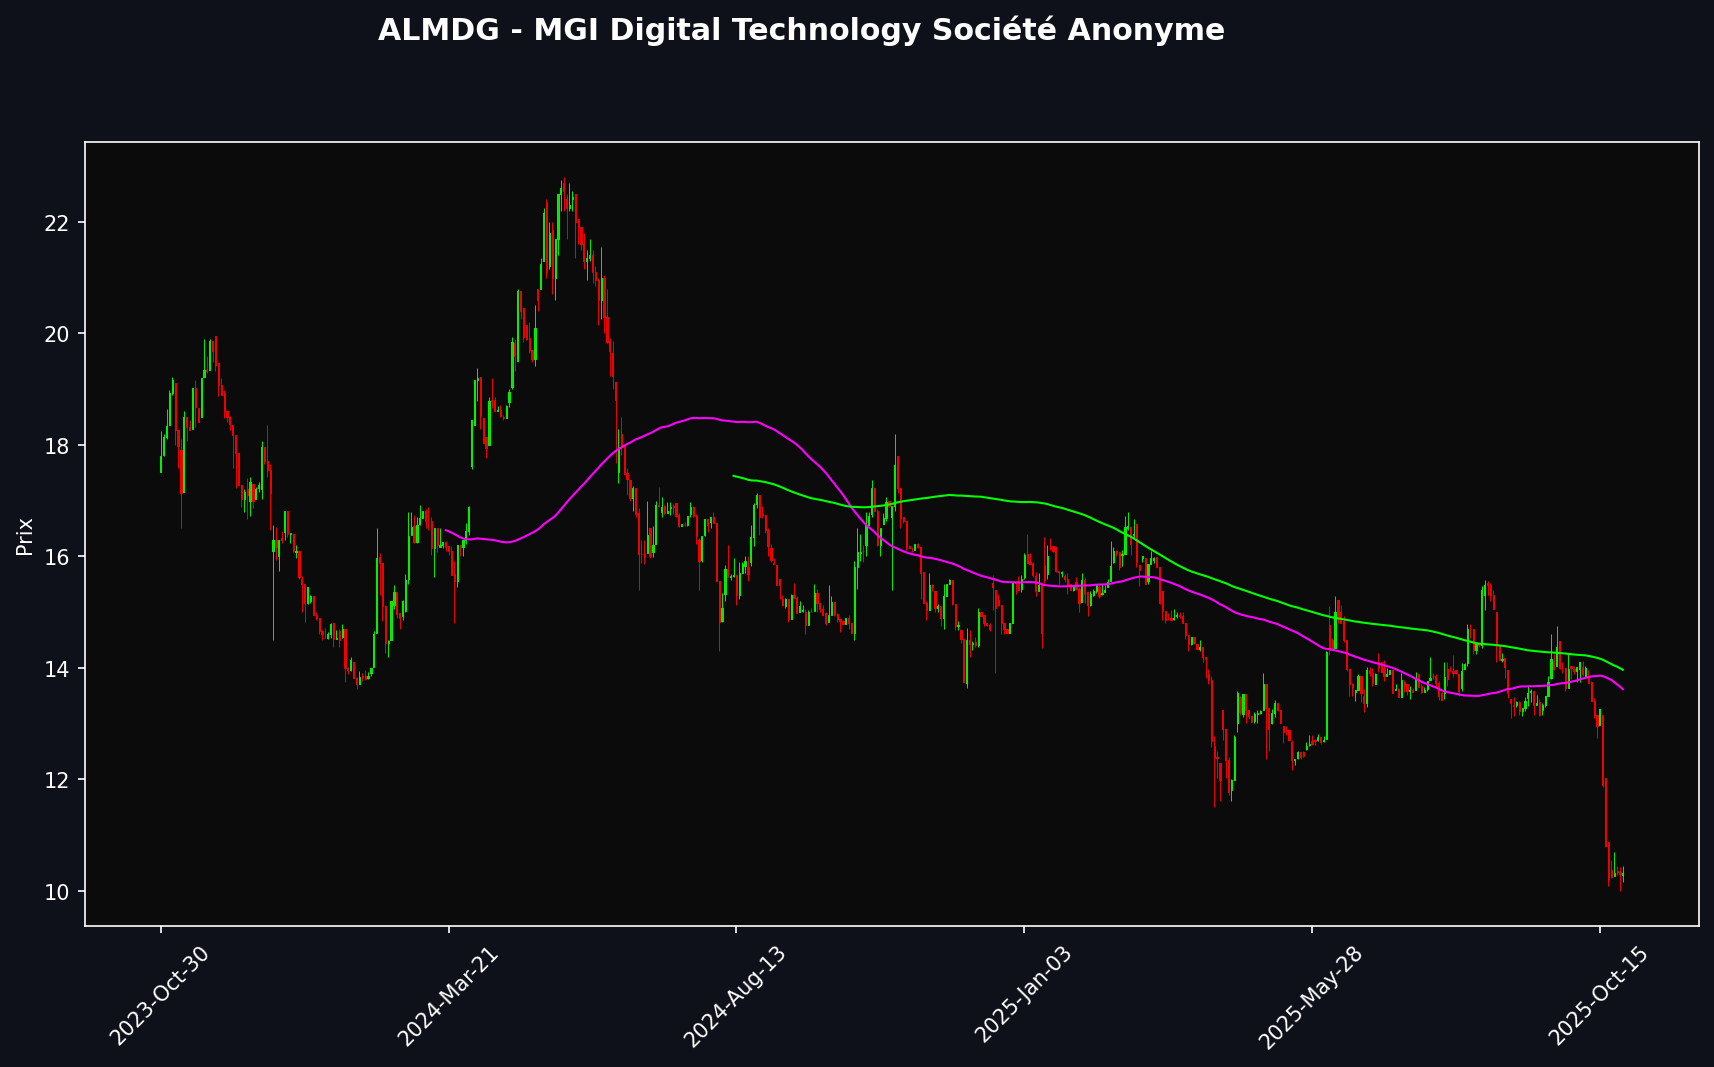 ALMDG - MGI Digital Technology Société Anonyme
Prix
22
20
18
16
14
12
10
2023-Oct-30
2024-Mar-21
2024-Aug-13
2025-Jan-03
2025-May-28
2025-Oct-15